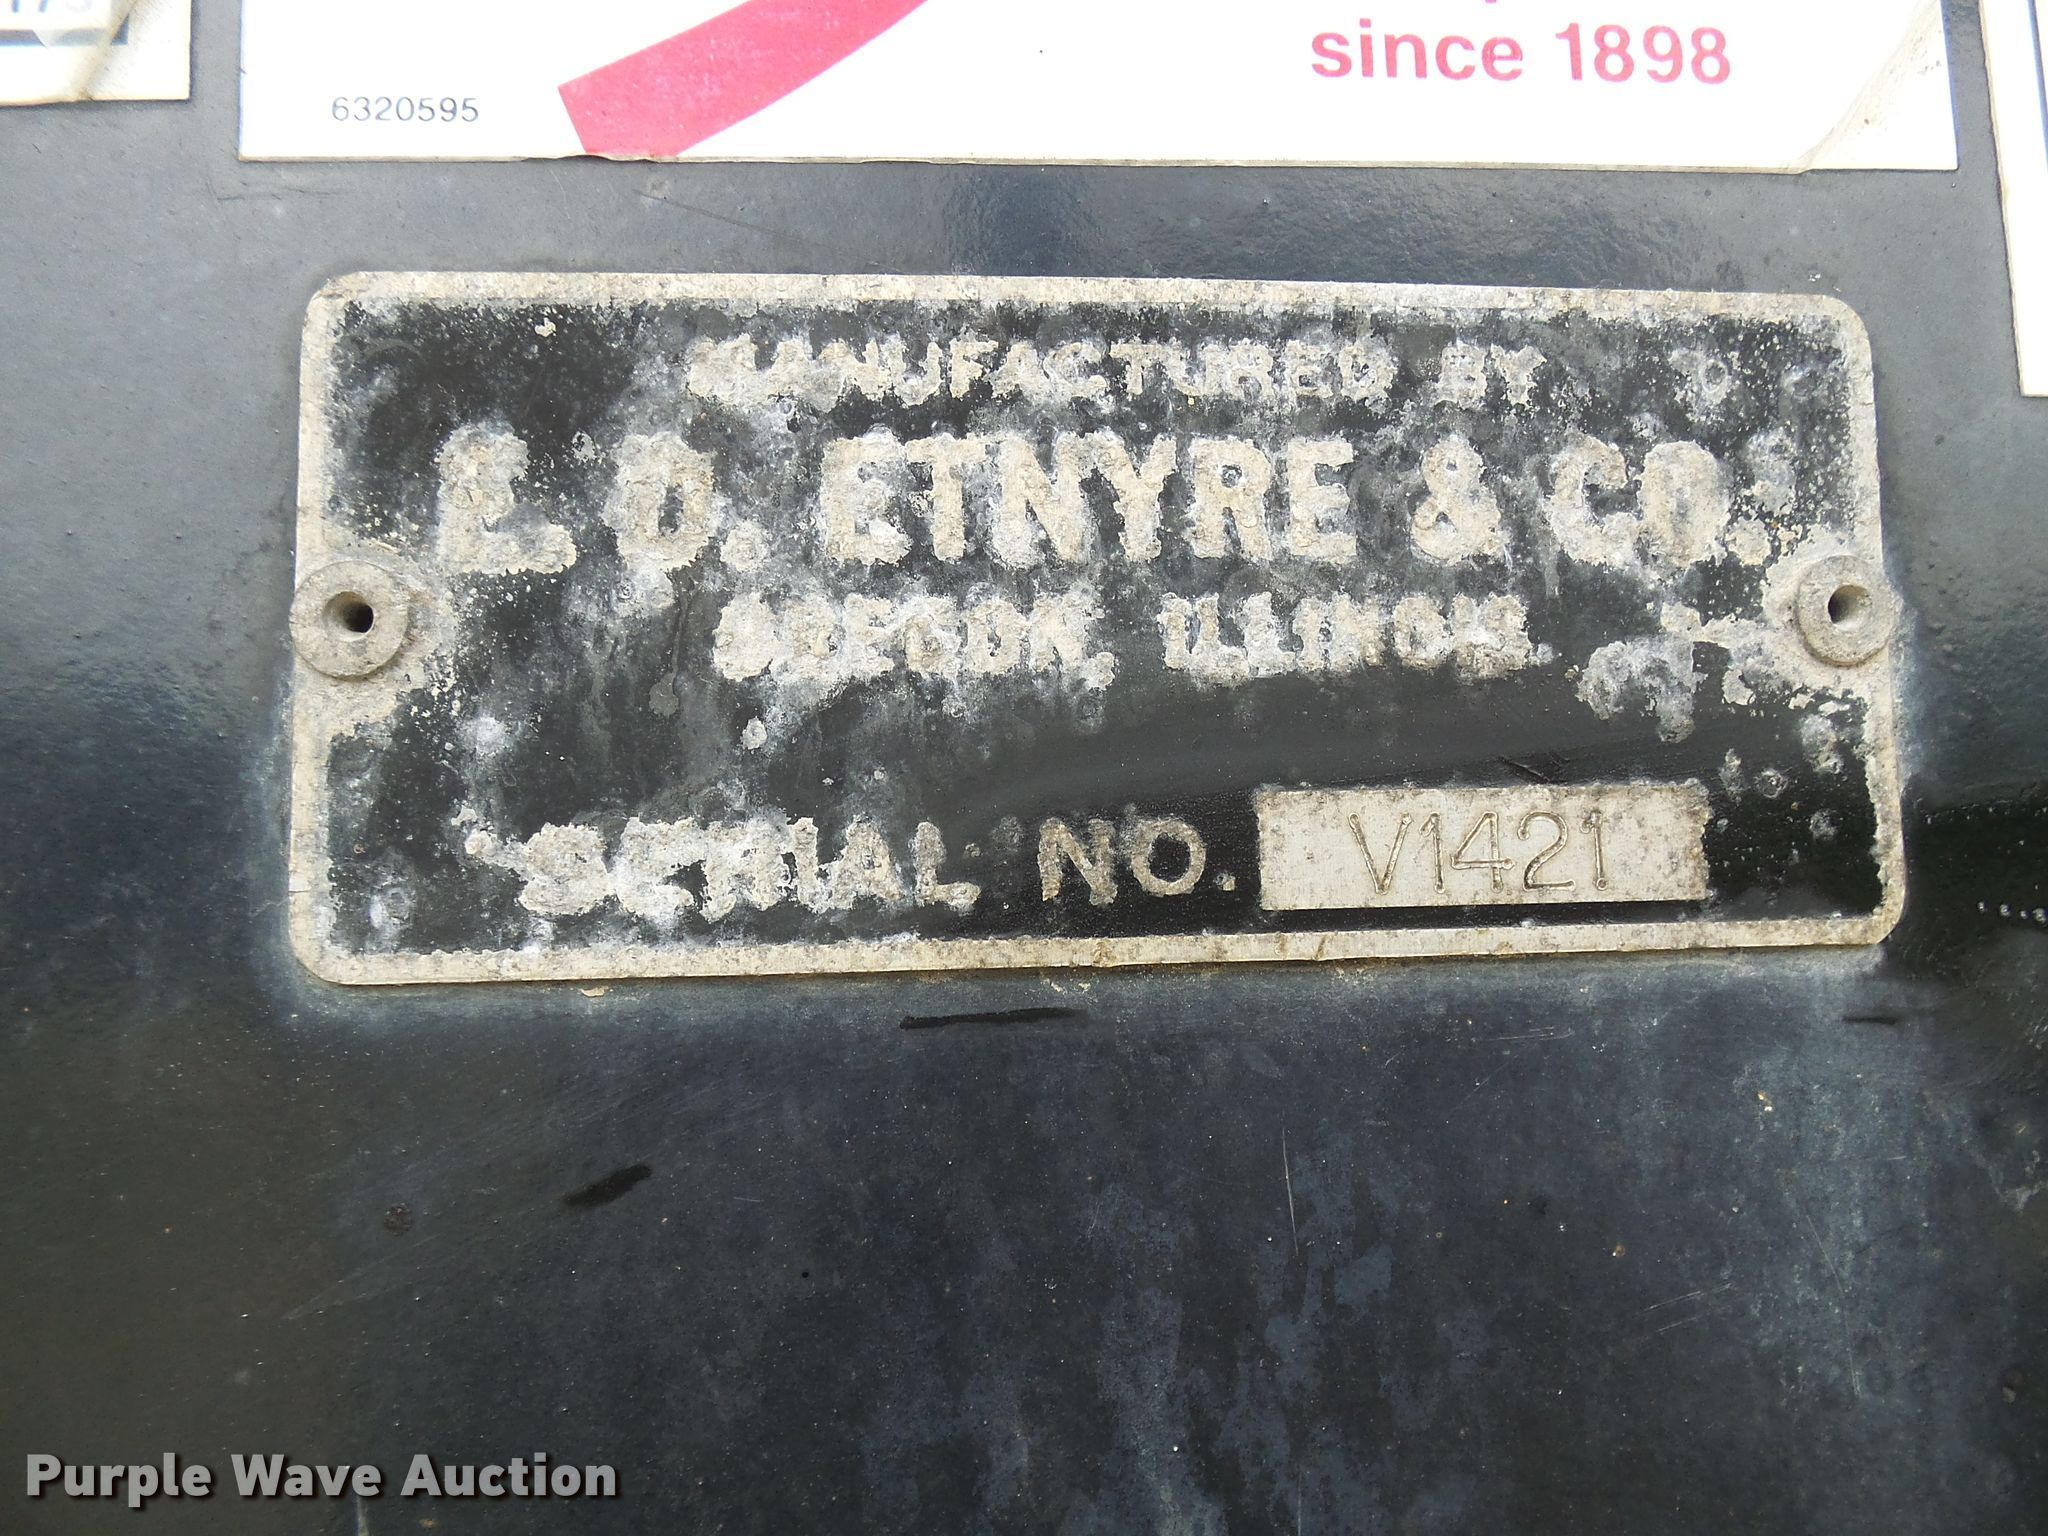 since 1898
6320595
MANUFACTURED BY
E. D. ETNYRE & CO.
OREGON, ILLINOIS.
SERIAL NO. V1421
Purple Wave Auction